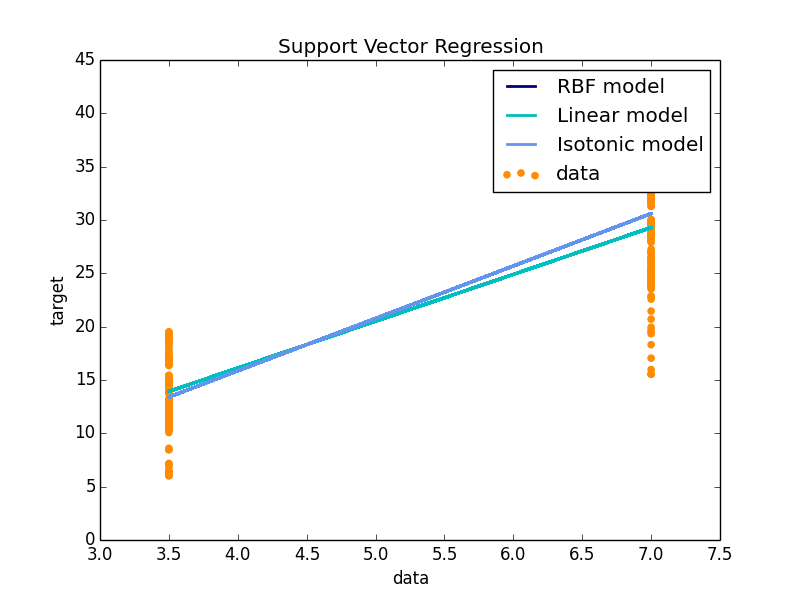 Support Vector Regression
45
40
35
30
25
20
15
10
5
0
target
RBF model
Linear model
Isotonic model
data
3.0 3.5 4.0 4.5 5.0 5.5 6.0 6.5 7.0 7.5
data